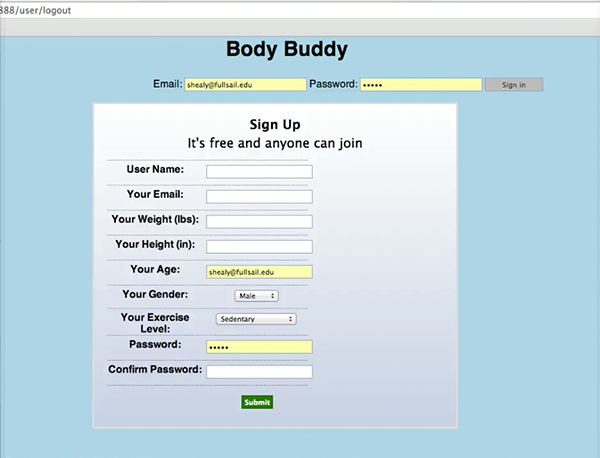 888/user/logout
Body Buddy
Email: shealy@fullsail.edu Password: ••••• Sign in
Sign Up
It's free and anyone can join
User Name:
Your Email:
Your Weight (lbs):
Your Height (in):
Your Age: shealy@fullsail.edu
Your Gender: Male
Your Exercise
Level: Sedentary
Password: •••••
Confirm Password:
Submit